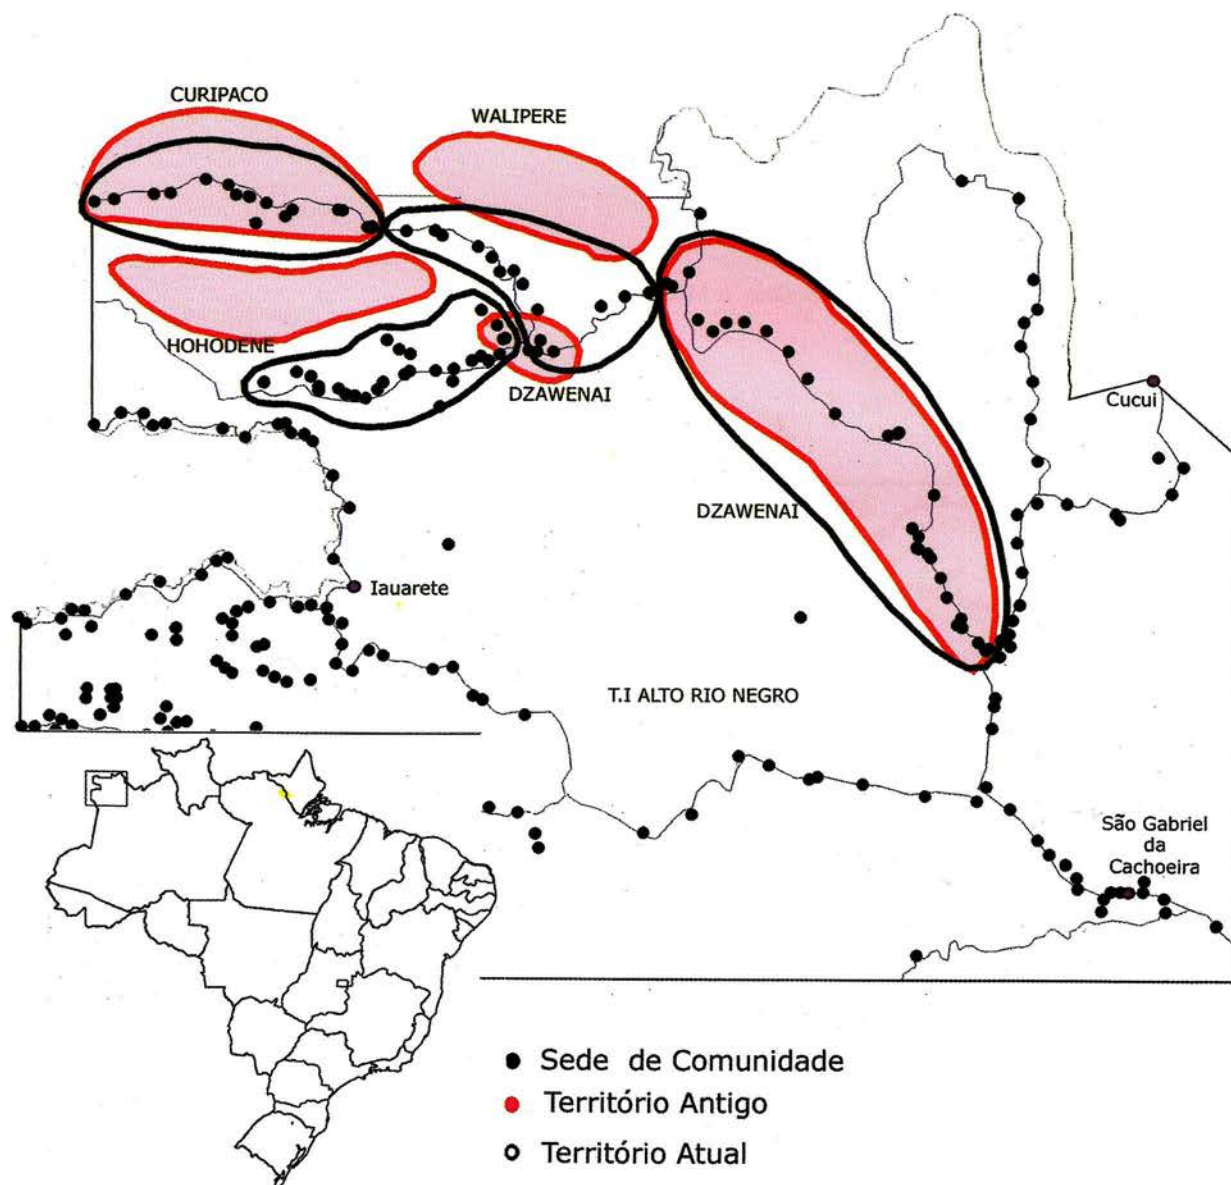 CURIPACO
WALIPERE
HOHODENE
DZAWENAI
Cucui
DZAWENAI
Iauarete
T.I ALTO RIO NEGRO
São Gabriel
da
Cachoeira
Sede de Comunidade
Território Antigo
Território Atual